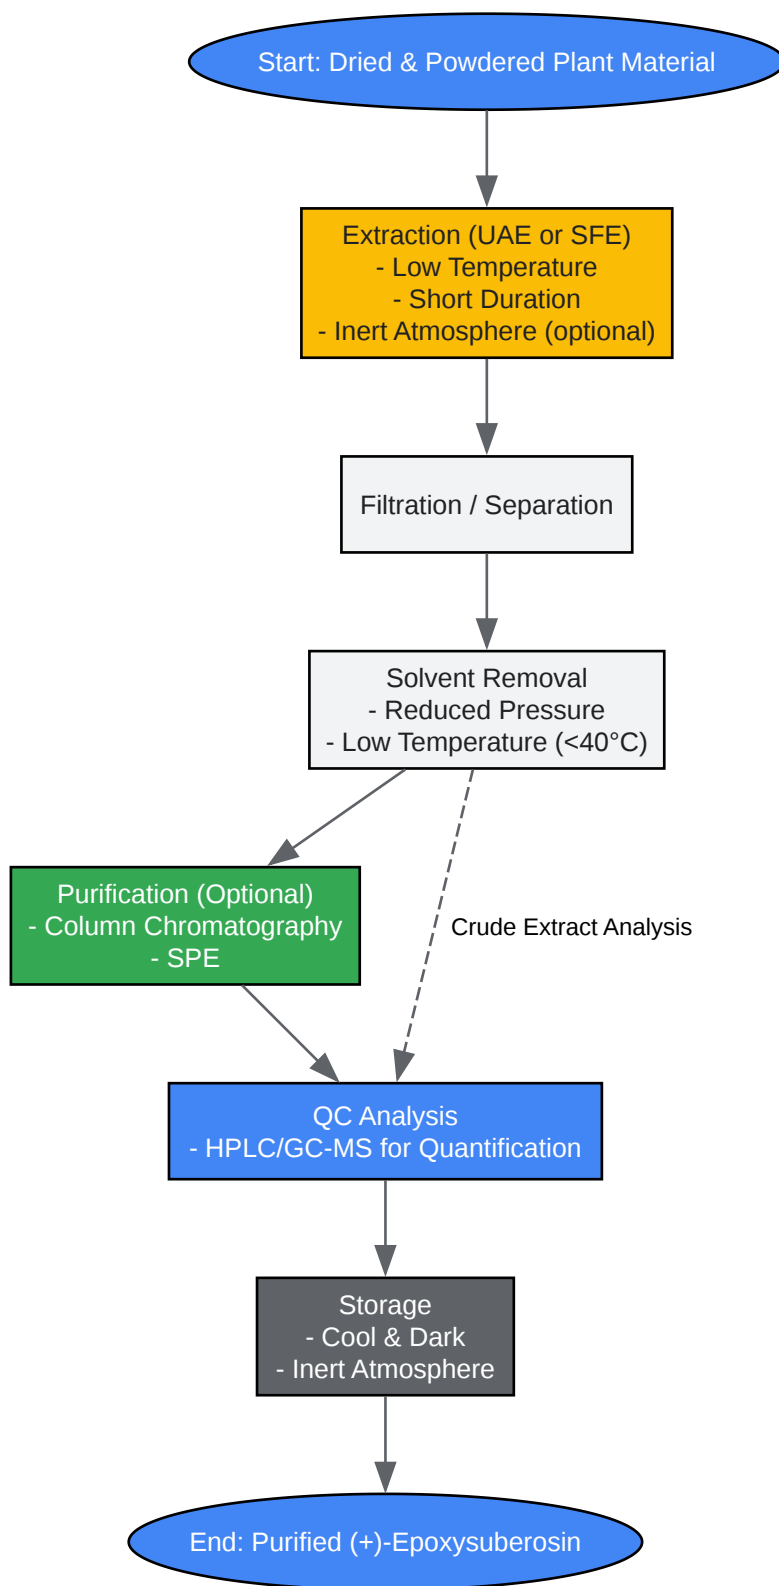 Start: Dried & Powdered Plant Material
Extraction (UAE or SFE)
- Low Temperature
- Short Duration
- Inert Atmosphere (optional)
Filtration / Separation
Solvent Removal
- Reduced Pressure
- Low Temperature (<40°C)
Purification (Optional)
- Column Chromatography
- SPE
Crude Extract Analysis
QC Analysis
- HPLC/GC-MS for Quantification
Storage
- Cool & Dark
- Inert Atmosphere
End: Purified (+)-Epoxysuberosin